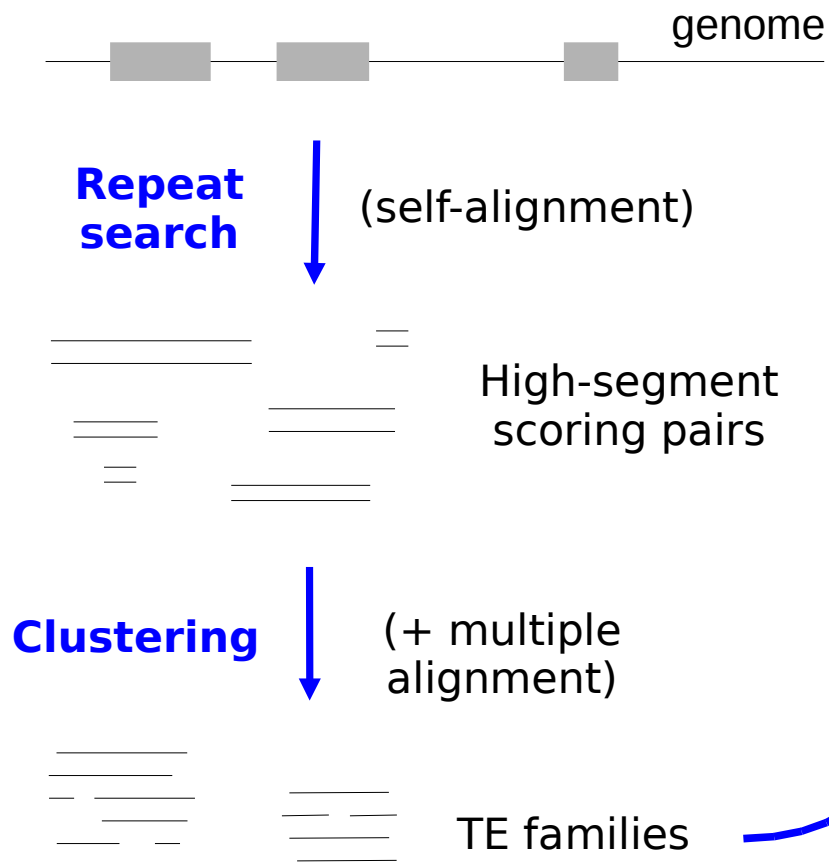 genome
Repeat
search
(self-alignment)
High-segment
scoring pairs
Clustering
(+ multiple
alignment)
TE families